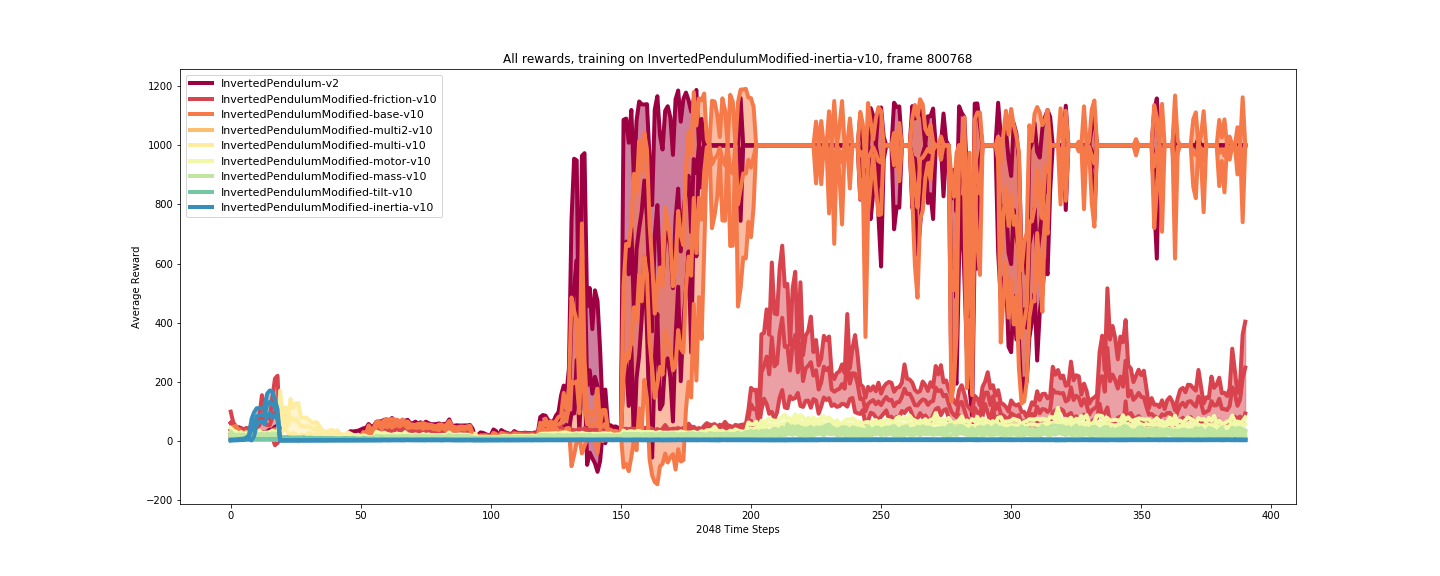 All rewards, training on InvertedPendulumModified-inertia-v10, frame 800768
1200
1000
800
600
400
200
0
−200
Average Reward
InvertedPendulum-v2
InvertedPendulumModified-friction-v10
InvertedPendulumModified-base-v10
InvertedPendulumModified-multi2-v10
InvertedPendulumModified-multi-v10
InvertedPendulumModified-motor-v10
InvertedPendulumModified-mass-v10
InvertedPendulumModified-tilt-v10
InvertedPendulumModified-inertia-v10
0 50 100 150 200 250 300 350 400
2048 Time Steps